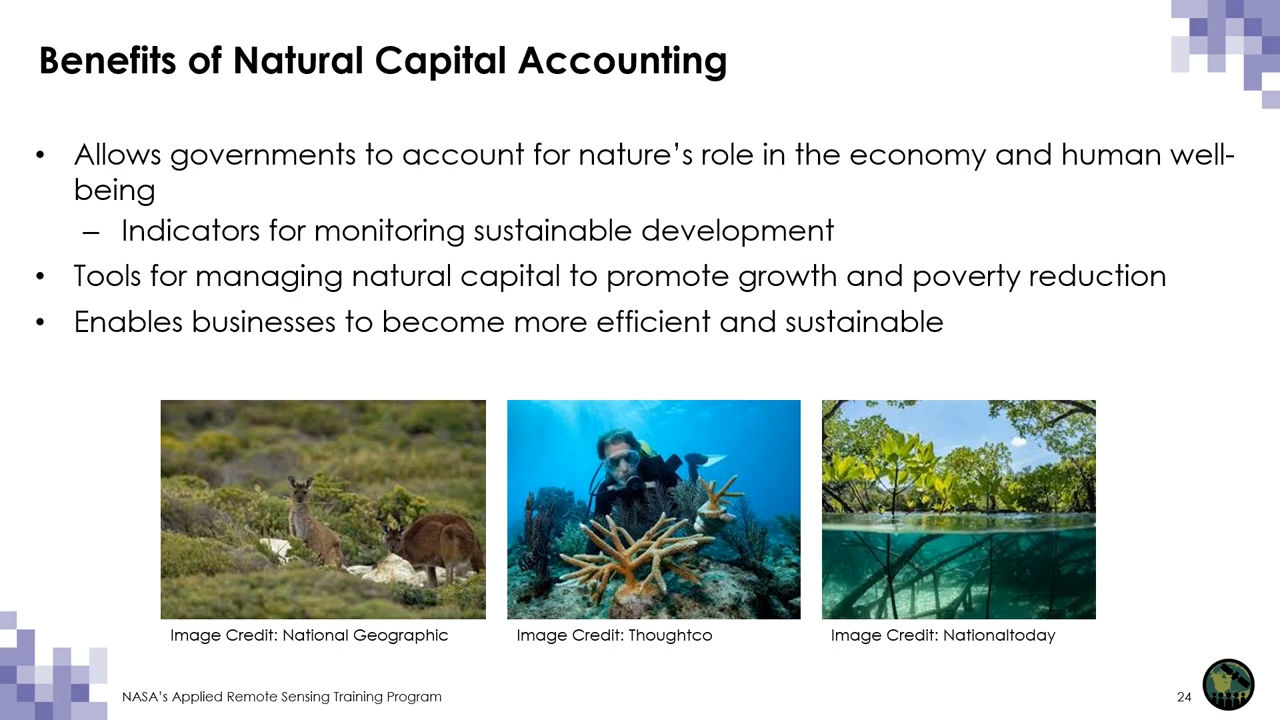 Benefits of Natural Capital Accounting
• Allows governments to account for nature’s role in the economy and human well-
being
– Indicators for monitoring sustainable development
• Tools for managing natural capital to promote growth and poverty reduction
• Enables businesses to become more efficient and sustainable
Image Credit: National Geographic
Image Credit: Thoughtco
Image Credit: Nationaltoday
NASA’s Applied Remote Sensing Training Program
24